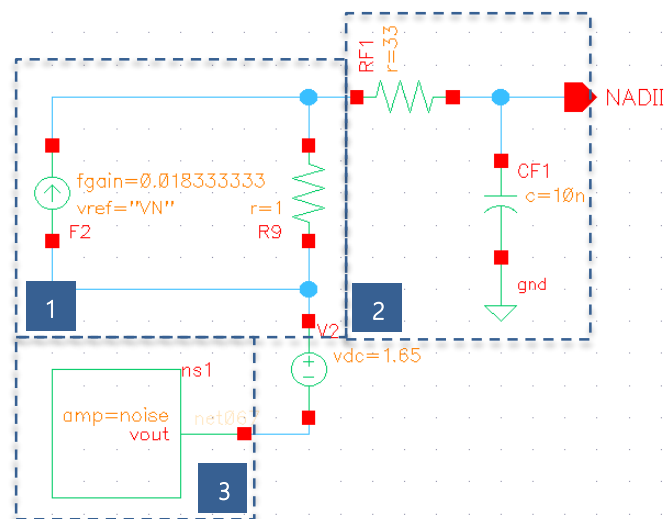 RF1
r=33
NADII
fgain=0.018333333
vref="VN"
F2
r=1
R9
CF1
c=10n
gnd
1
2
V2
vdc=1.65
ns1
amp=noise
vout
3